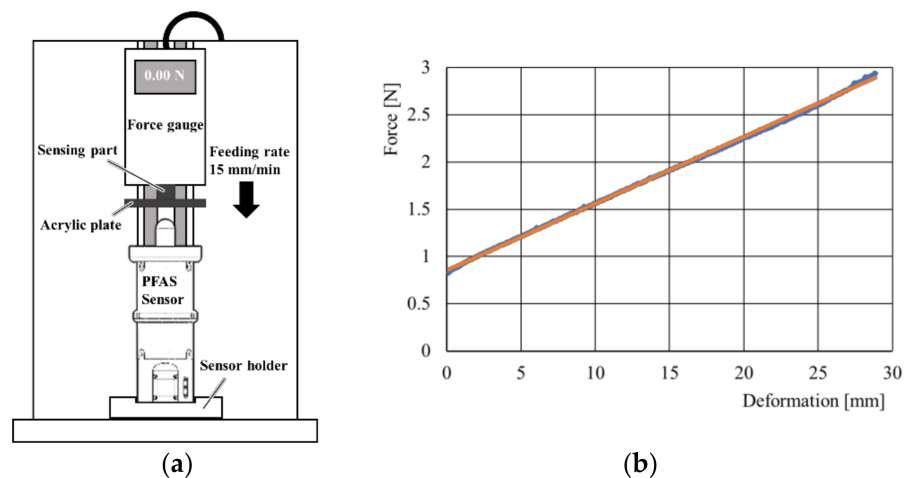 0.00 N
Force gauge
Sensing part
Feeding rate
15 mm/min
Acrylic plate
PFAS
Sensor
Sensor holder
(a)
Force [N]
3
2.5
2
1.5
1
0.5
0
0 5 10 15 20 25 30
Deformation [mm]
(b)